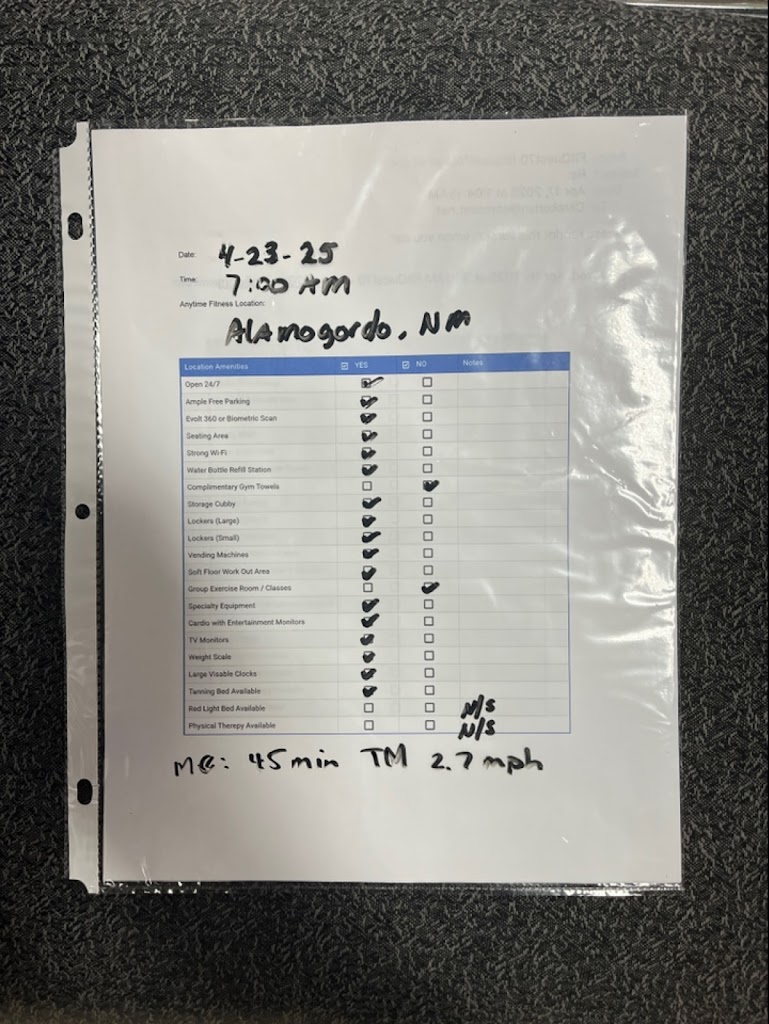 Date: 4-23-25
Time: 7:00 AM
Anytime Fitness Location:
Alamogordo, NM
Location Amenities ☑ YES ☑ NO Notes
Open 24/7 ☑ ☐
Ample Free Parking ☑ ☐
Evolt 360 or Biometric Scan ☑ ☐
Seating Area ☑ ☐
Strong Wi-Fi ☑ ☐
Water Bottle Refill Station ☑ ☐
Complimentary Gym Towels ☐ ☑
Storage Cubby ☑ ☐
Lockers (Large) ☑ ☐
Lockers (Small) ☑ ☐
Vending Machines ☑ ☐
Soft Floor Work Out Area ☑ ☐
Group Exercise Room / Classes ☐ ☑
Specialty Equipment ☑ ☐
Cardio with Entertainment Monitors ☑ ☐
TV Monitors ☑ ☐
Weight Scale ☑ ☐
Large Visable Clocks ☑ ☐
Tanning Bed Available ☑ ☐
Red Light Bed Available ☐ ☐ N/S
Physical Therepy Available ☐ ☐ N/S
45 min TM 2.7 mph